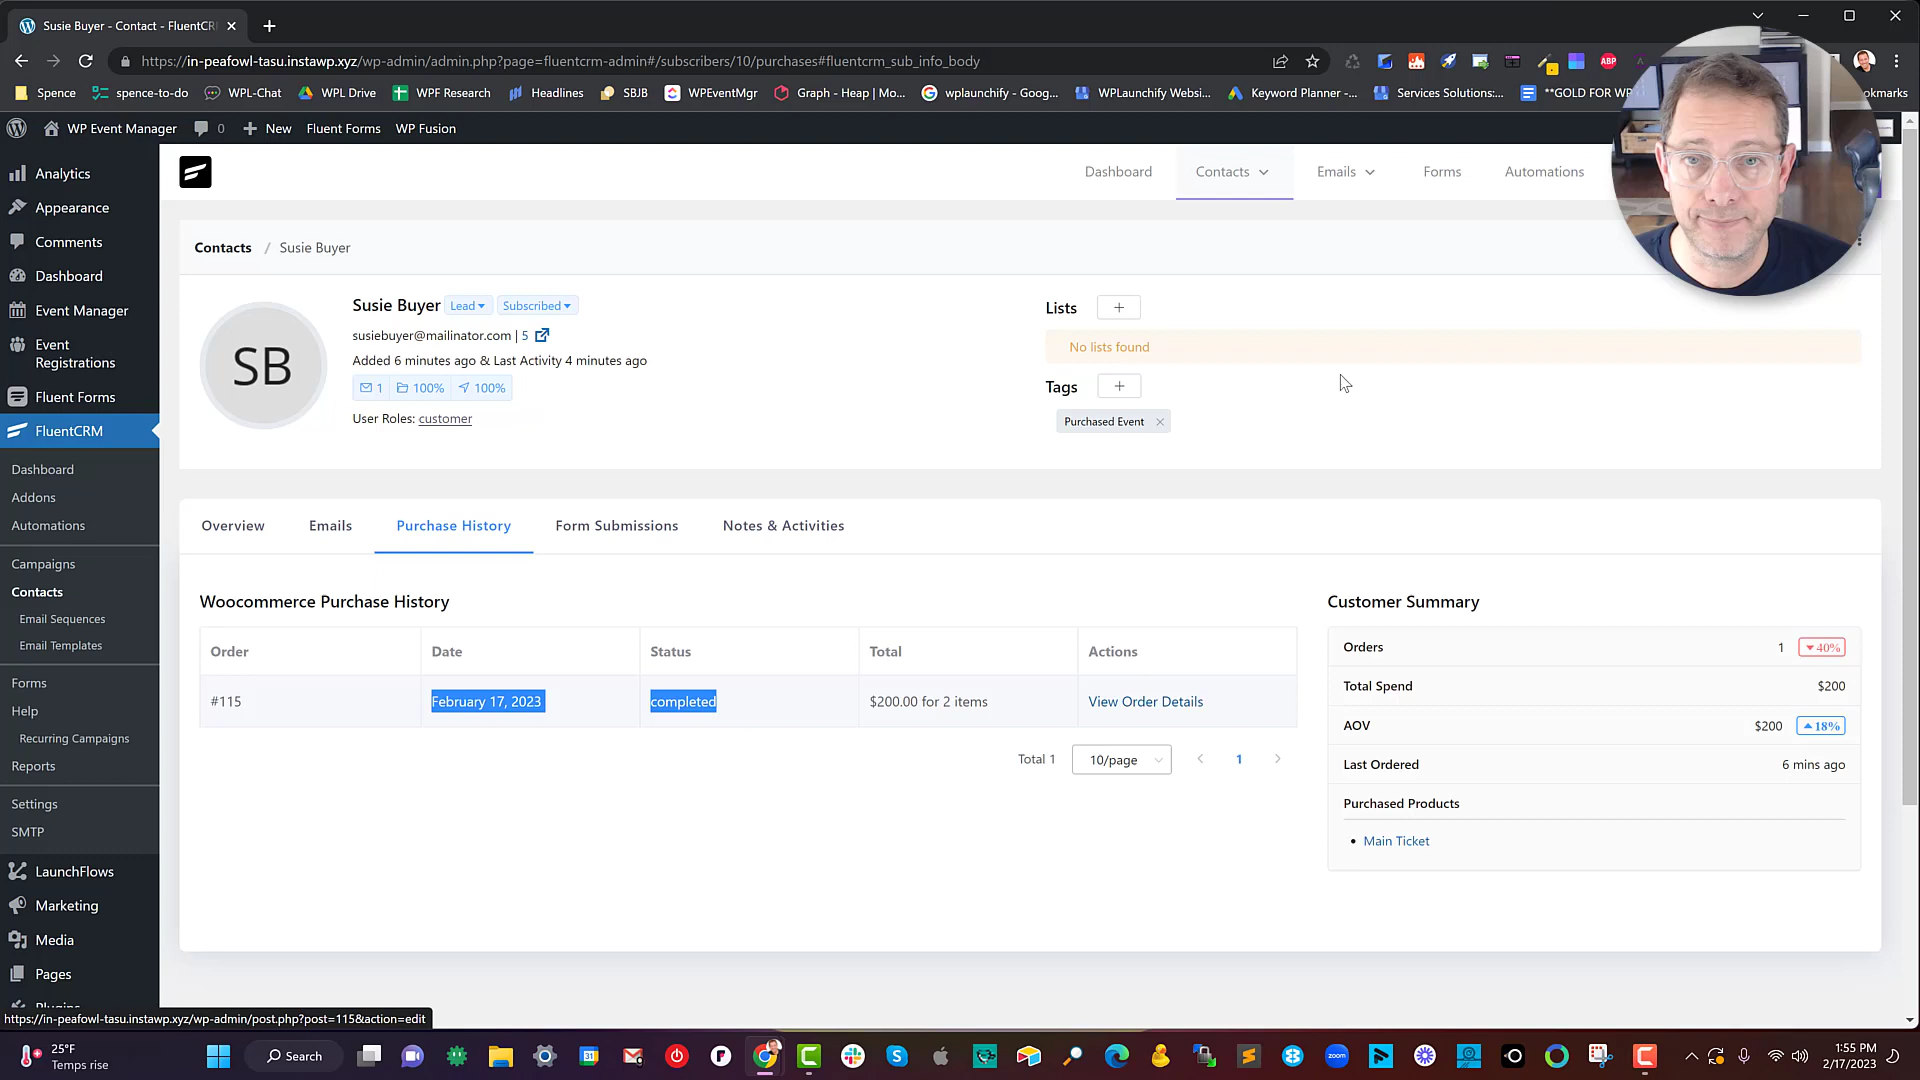 Susie Buyer - Contact - FluentCR
https://in-peafowl-tasu.instawp.xyz/wp-admin/admin.php?page=fluentcrm-admin#/subscribers/10/purchases#fluentcrm_sub_info_body
ABP
Spence spence-to-do WPL-Chat WPL Drive WPF Research Headlines SBJB WPEventMgr Graph - Heap | Mo... wplaunchify - Goog... WPLaunchify Websi... Keyword Planner -... Services Solutions:... **GOLD FOR WP
WP Event Manager 0 New Fluent Forms WP Fusion
Analytics
Appearance
Comments
Dashboard
Event Manager
Event
Registrations
Fluent Forms
FluentCRM
Dashboard
Addons
Automations
Campaigns
Contacts
Email Sequences
Email Templates
Forms
Help
Recurring Campaigns
Reports
Settings
SMTP
LaunchFlows
Marketing
Media
Pages
Dashboard Contacts Emails Forms Automations
Contacts / Susie Buyer
SB
Susie Buyer Lead Subscribed
susiebuyer@mailinator.com | 5
Added 6 minutes ago & Last Activity 4 minutes ago
1 100% 100%
User Roles: customer
Lists +
No lists found
Tags +
Purchased Event
Overview Emails Purchase History Form Submissions Notes & Activities
Woocommerce Purchase History
Order Date Status Total Actions
#115 February 17, 2023 completed $200.00 for 2 items View Order Details
Total 1 10/page 1
Customer Summary
Orders 1 40%
Total Spend $200
AOV $200 18%
Last Ordered 6 mins ago
Purchased Products
Main Ticket
https://in-peafowl-tasu.instawp.xyz/wp-admin/post.php?post=115&action=edit
25°F
Temps rise
Search
zoom
1:55 PM
2/17/2023